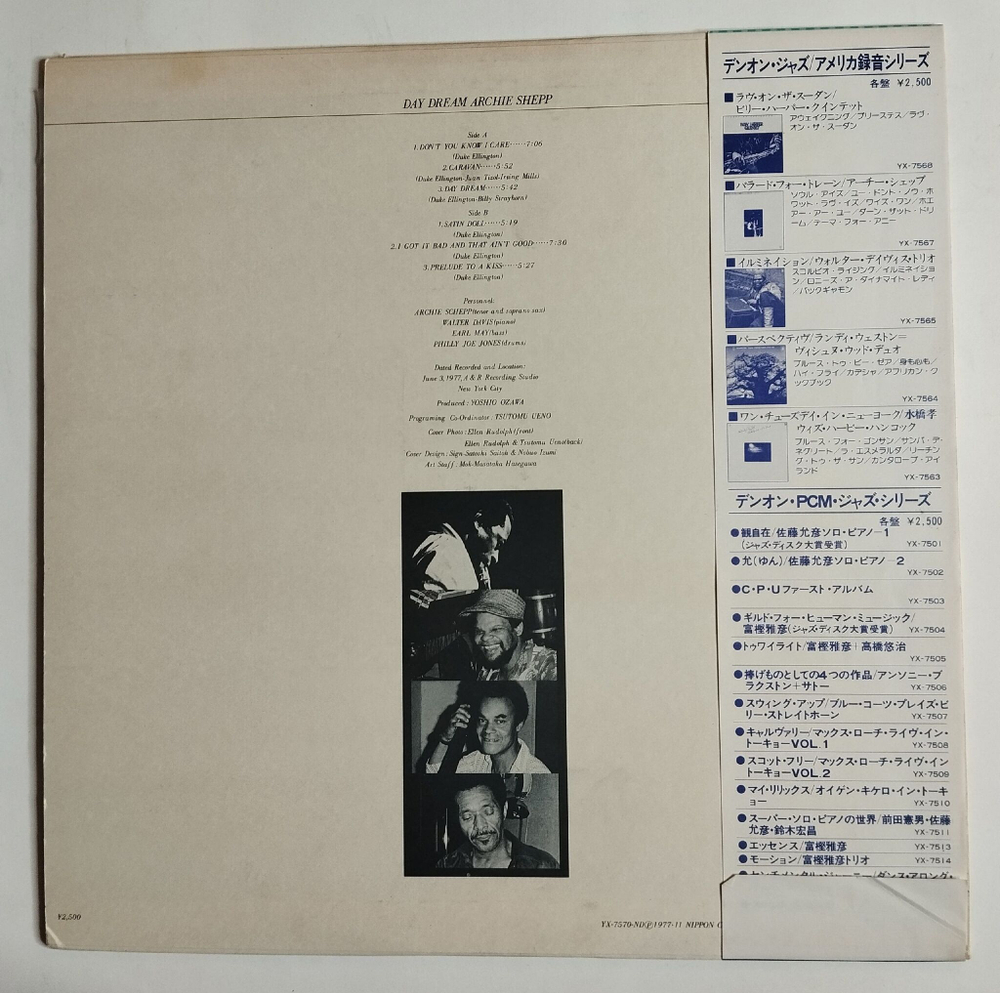 DAY DREAM ARCHIE SHEPP
Side A
1. DON'T YOU KNOW I CARE······7:06
(Duke Ellington)
2. CARAVAN······5:52
(Duke Ellington-Juan Tizol-Irving Mills)
3. DAY DREAM······5:42
(Duke Ellington-Billy Strayhorn)
Side B
1. SATIN DOLL······5:19
(Duke Ellington)
2. I GOT IT BAD AND THAT AIN'T GOOD······7:36
(Duke Ellington)
3. PRELUDE TO A KISS······5:27
(Duke Ellington)
Personnel:
ARCHIE SCHEPP(tenor and soprano sax)
WALTER DAVIS(piano)
EARL MAY(bass)
PHILLY JOE JONES(drums)
Dated Recorded and Location:
June 3, 1977, A & R Recording Studio
New York City
Produced: YOSHIO OZAWA
Programing Co-Ordinator: TSUTOMU UENO
Cover Photo: Ellen Rudolph(front)
Ellen Rudolph & Tsutomu Ueno(back)
Cover Design: Sign-Satoshi Saitoh & Nobuo Izumi
Art Staff: Mok-Masataka Hasegawa
¥2,500
YX-7570-ND Ⓟ1977·11 NIPPON C
デンオン・ジャズ/アメリカ録音シリーズ
各盤 ¥2,500
■ラヴ・オン・ザ・スーダン/
ビリー・ハーパー・クインテット
アウェイクニング/プリーステス/ラヴ・
オン・ザ・スーダン
YX-7568
■バラード・フォー・トレーン/アーチー・シェップ
ソウル・アイズ/ユー・ドント・ノウ・ホ
ワット・ラヴ・イズ/ワイズ・ワン/ホエ
アー・アー・ユー/ダーン・ザット・ドリ
ーム/テーマ・フォー・アニー
YX-7567
■イルミネイション/ウォルター・デイヴィス・トリオ
スコルピオ・ライジング/イルミネイショ
ン/ロニーズ・ア・ダイナマイト・レディ
/バックギャモン
YX-7565
■パースペクティヴ/ランディ・ウェストン=
ヴィシュヌ・ウッド・デュオ
ブルース・トゥ・ビー・ゼア/身も心も/
ハイ・フライ/カデシャ/アフリカン・ク
ックブック
YX-7564
■ワン・チューズデイ・イン・ニューヨーク/水橋孝
ウィズ・ハービー・ハンコック
ブルース・フォー・ゴンサン/サンバ・デ・
ネグリート/ラ・エスメラルダ/リーチン
グ・トゥ・ザ・サン/カンタロープ・アイ
ランド
YX-7563
デンオン・PCM・ジャズ・シリーズ
各盤 ¥2,500
●観自在/佐藤允彦ソロ・ピアノ−1
(ジャズ・ディスク大賞受賞) YX-7501
●允(ゆん)/佐藤允彦ソロ・ピアノ−2
YX-7502
●C・P・Uファースト・アルバム
YX-7503
●ギルド・フォー・ヒューマン・ミュージック/
富樫雅彦(ジャズ・ディスク大賞受賞) YX-7504
●トゥワイライト/富樫雅彦+高橋悠治
YX-7505
●捧げものとしての4つの作品/アンソニー・ブ
ラクストン+サトー YX-7506
●スウィング・アップ/ブルー・コーツ・プレイズ・ビ
リー・ストレイトホーン YX-7507
●キャルヴァリー/マックス・ローチ・ライヴ・イン・
トーキョーVOL.1 YX-7508
●スコット・フリー/マックス・ローチ・ライヴ・イン
トーキョーVOL.2 YX-7509
●マイ・リリックス/オイゲン・キケロ・イン・トーキ
ョー YX-7510
●スーパー・ソロ・ピアノの世界/前田憲男・佐藤
允彦・鈴木宏昌 YX-7511
●エッセンス/富樫雅彦 YX-7513
●モーション/富樫雅彦トリオ YX-7514
●センチメンタル・ジャーニー/ダンス・アロング・